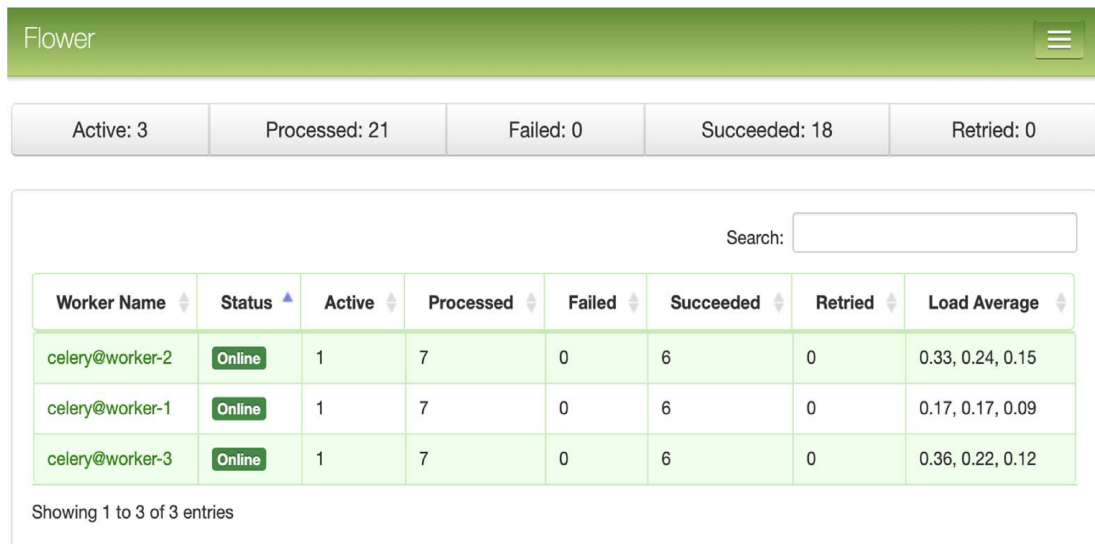 Flower
Active: 3 Processed: 21 Failed: 0 Succeeded: 18 Retried: 0
Search:
Worker Name Status Active Processed Failed Succeeded Retried Load Average
celery@worker-2 Online 1 7 0 6 0 0.33, 0.24, 0.15
celery@worker-1 Online 1 7 0 6 0 0.17, 0.17, 0.09
celery@worker-3 Online 1 7 0 6 0 0.36, 0.22, 0.12
Showing 1 to 3 of 3 entries